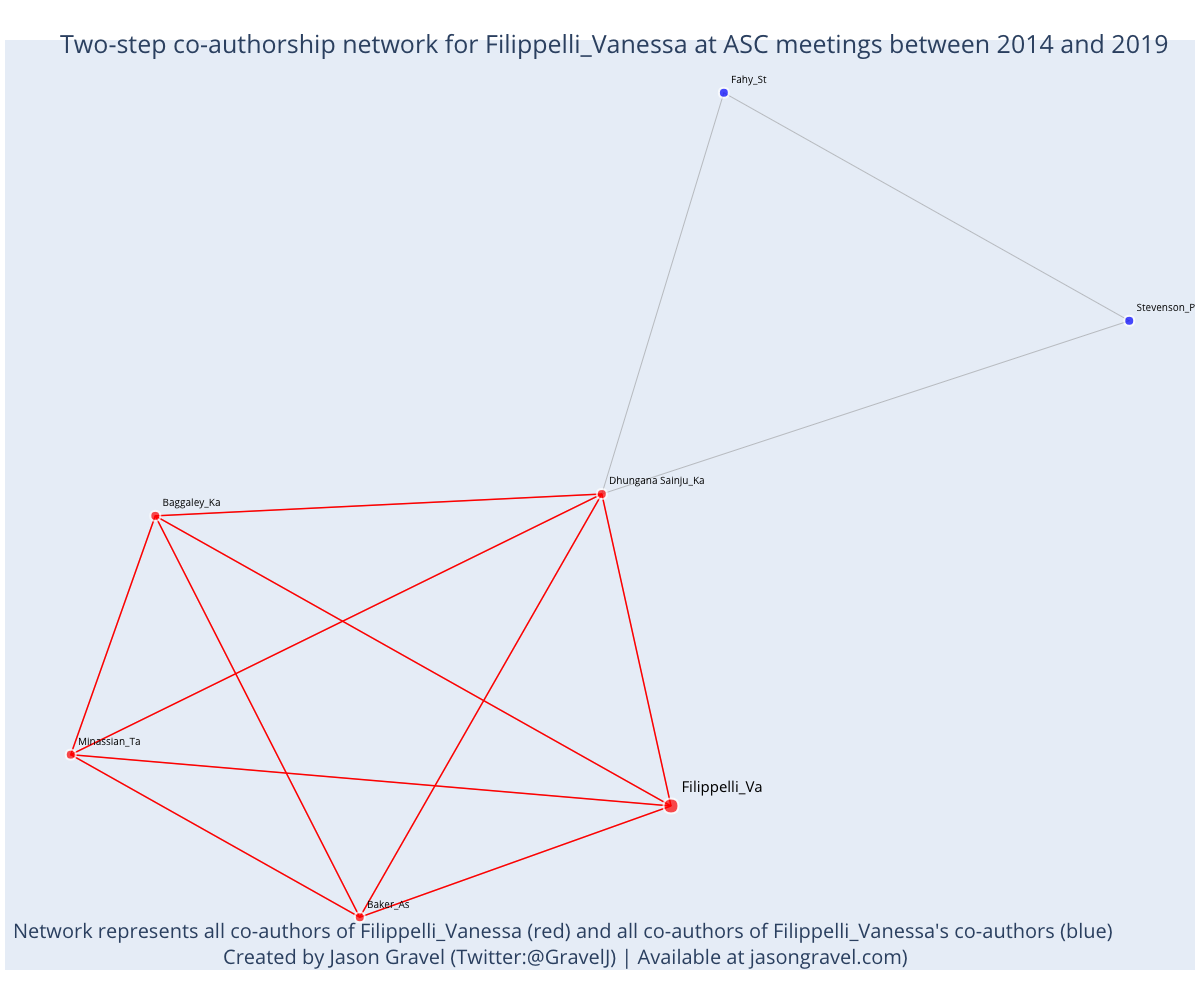 Two-step co-authorship network for Filippelli_Vanessa at ASC meetings between 2014 and 2019
Fahy_St
Stevenson_P
Dhungana Sainju_Ka
Baggaley_Ka
Minassian_Ta
Filippelli_Va
Baker_As
Network represents all co-authors of Filippelli_Vanessa (red) and all co-authors of Filippelli_Vanessa's co-authors (blue)
Created by Jason Gravel (Twitter:@GravelJ) | Available at jasongravel.com)